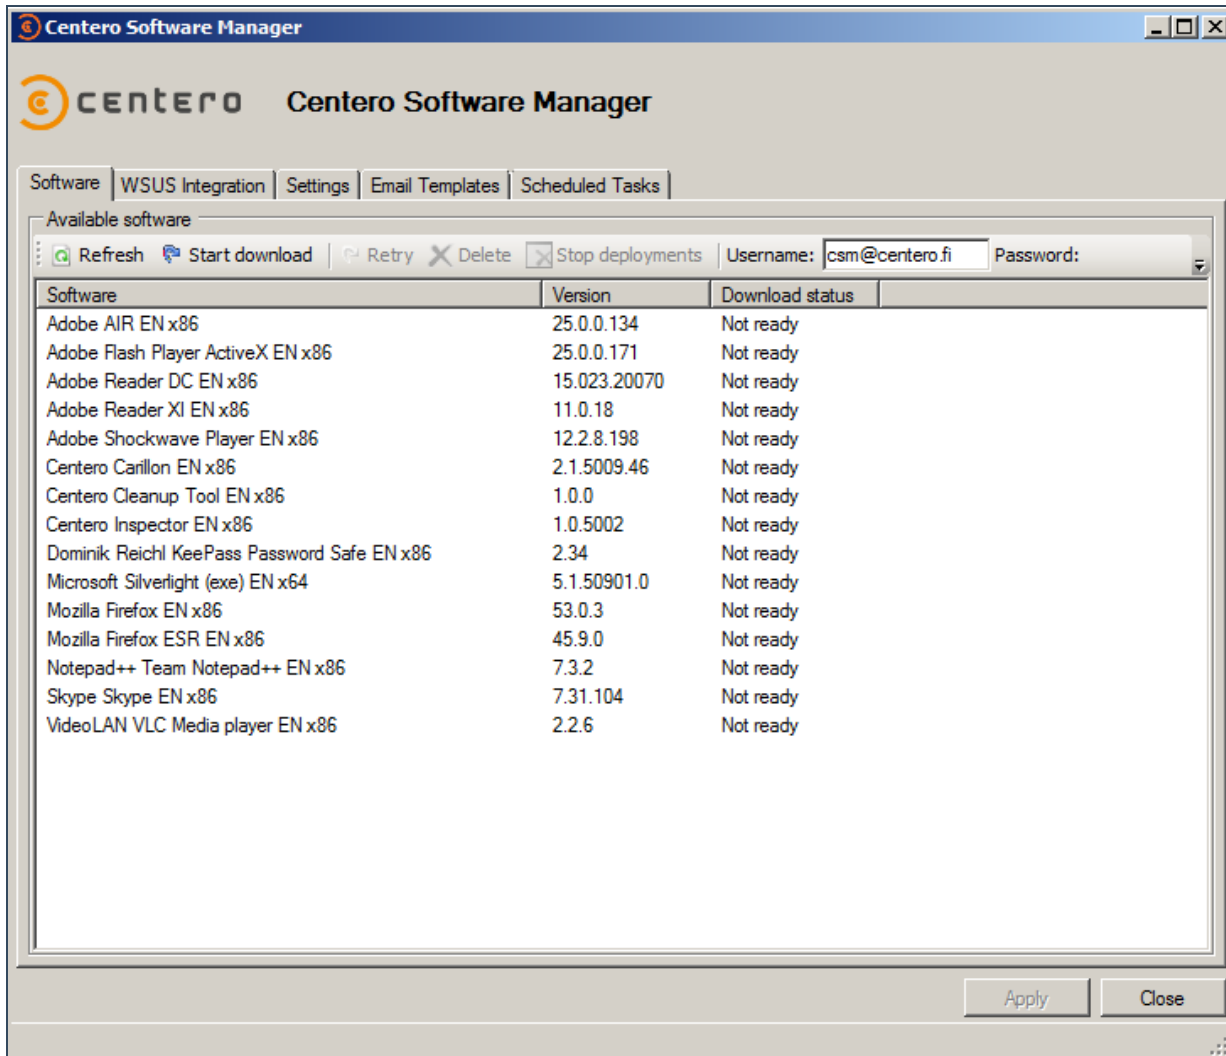 Centero Software Manager
centero Centero Software Manager
Software WSUS Integration Settings Email Templates Scheduled Tasks
Available software
Refresh Start download Retry Delete Stop deployments Username: csm@centero.fi Password:
Software Version Download status
Adobe AIR EN x86 25.0.0.134 Not ready
Adobe Flash Player ActiveX EN x86 25.0.0.171 Not ready
Adobe Reader DC EN x86 15.023.20070 Not ready
Adobe Reader XI EN x86 11.0.18 Not ready
Adobe Shockwave Player EN x86 12.2.8.198 Not ready
Centero Carillon EN x86 2.1.5009.46 Not ready
Centero Cleanup Tool EN x86 1.0.0 Not ready
Centero Inspector EN x86 1.0.5002 Not ready
Dominik Reichl KeePass Password Safe EN x86 2.34 Not ready
Microsoft Silverlight (exe) EN x64 5.1.50901.0 Not ready
Mozilla Firefox EN x86 53.0.3 Not ready
Mozilla Firefox ESR EN x86 45.9.0 Not ready
Notepad++ Team Notepad++ EN x86 7.3.2 Not ready
Skype Skype EN x86 7.31.104 Not ready
VideoLAN VLC Media player EN x86 2.2.6 Not ready
Apply Close